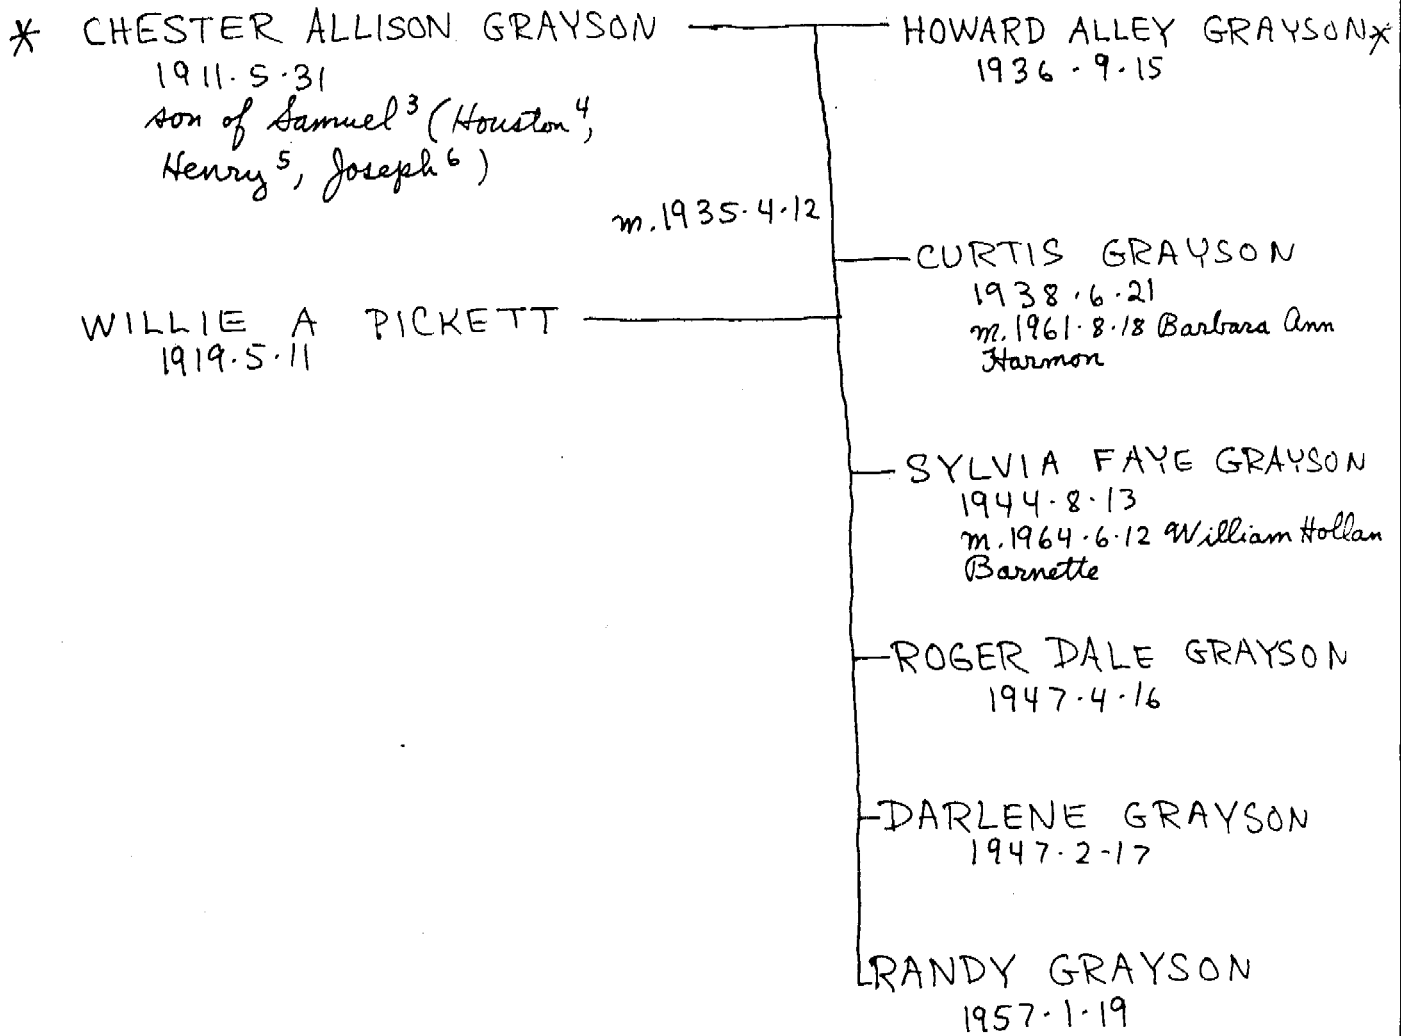 * CHESTER ALLISON GRAYSON
1911.5.31
son of Samuel³ (Houston⁴,
Henry⁵, Joseph⁶)
m. 1935.4.12
WILLIE A PICKETT
1919.5.11
HOWARD ALLEY GRAYSON*
1936.9.15
CURTIS GRAYSON
1938.6.21
m. 1961.8.18 Barbara Ann
Harmon
SYLVIA FAYE GRAYSON
1944.8.13
m. 1964.6.12 William Hollan
Barnette
ROGER DALE GRAYSON
1947.4.16
DARLENE GRAYSON
1947.2-17
RANDY GRAYSON
1957.1.19